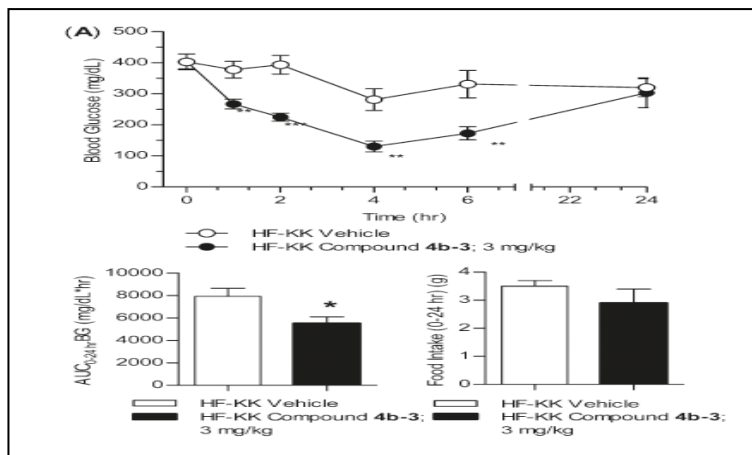 (A)
500
400
300
200
100
0
Blood Glucose (mg/dL)
0 2 4 6 22 24
Time (hr)
HF-KK Vehicle
HF-KK Compound 4b-3; 3 mg/kg
**
***
**
**
10000
8000
6000
4000
2000
0
AUC0-24 hrBG (mg/dL*hr)
*
HF-KK Vehicle
HF-KK Compound 4b-3;
3 mg/kg
4
3
2
1
0
Food Intake (0-24 hr) (g)
HF-KK Vehicle
HF-KK Compound 4b-3;
3 mg/kg